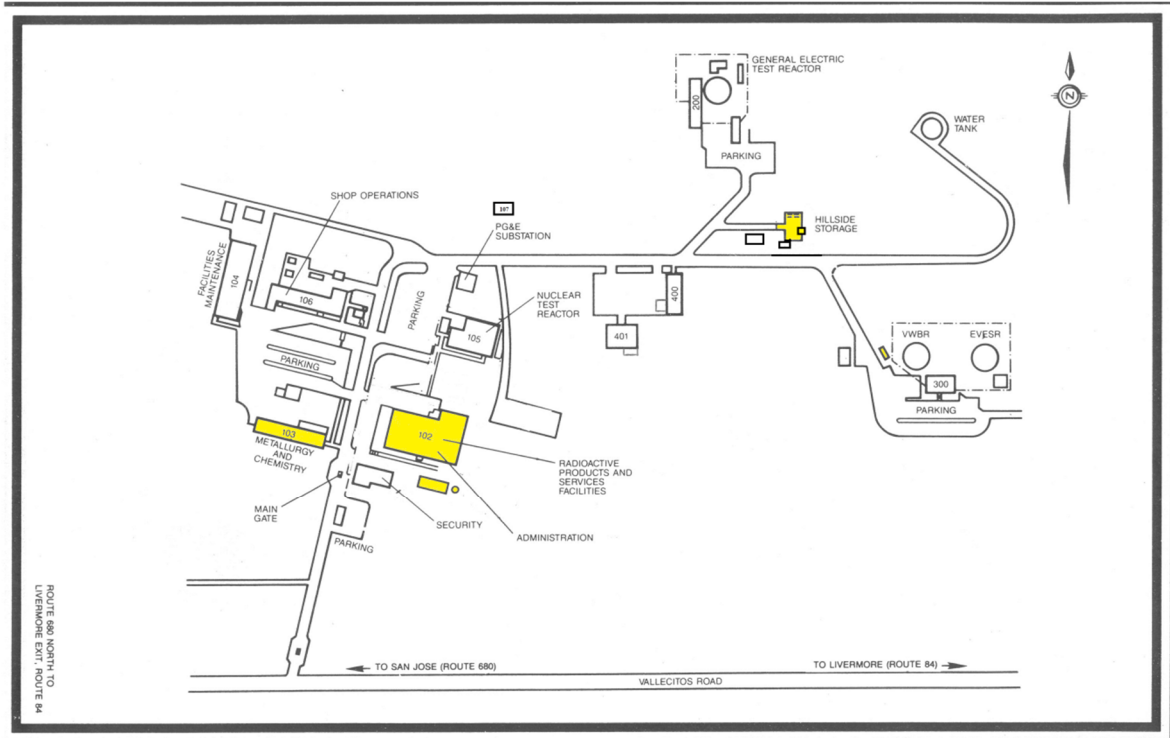 GENERAL ELECTRIC
TEST REACTOR
200
N
WATER
TANK
PARKING
SHOP OPERATIONS
107
PG&E
SUBSTATION
HILLSIDE
STORAGE
FACILITIES
MAINTENANCE
104
106
PARKING
NUCLEAR
TEST
REACTOR
105
400
401
VWBR
EVESR
300
PARKING
PARKING
103
METALLURGY
AND
CHEMISTRY
102
RADIOACTIVE
PRODUCTS AND
SERVICES
FACILITIES
MAIN
GATE
SECURITY
ADMINISTRATION
PARKING
ROUTE 680 NORTH TO
LIVERMORE EXIT, ROUTE 84
TO SAN JOSE (ROUTE 680)
TO LIVERMORE (ROUTE 84)
VALLECITOS ROAD